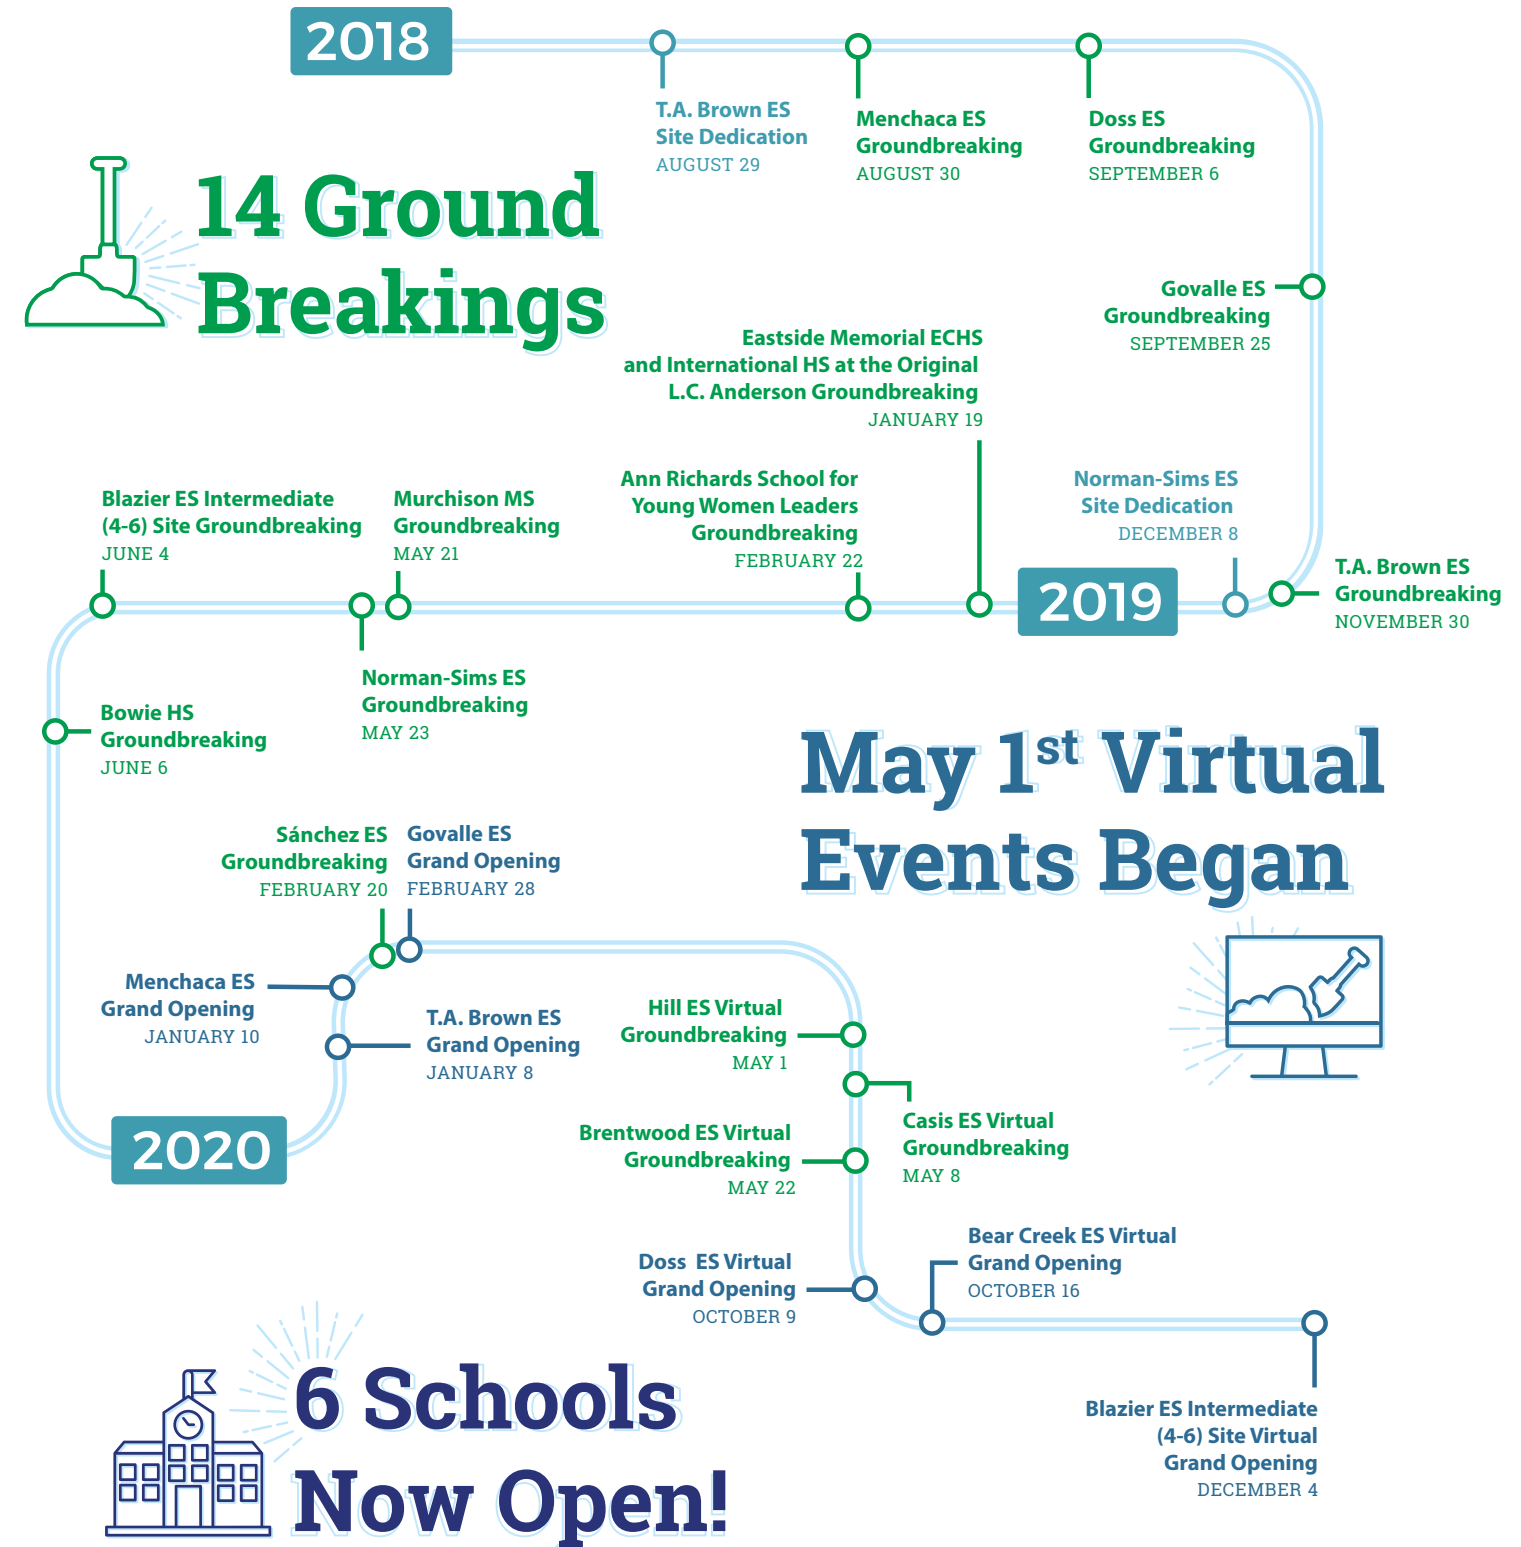 2018
T.A. Brown ES
Site Dedication
AUGUST 29
Menchaca ES
Groundbreaking
AUGUST 30
Doss ES
Groundbreaking
SEPTEMBER 6
14 Ground
Breakings
Govalle ES
Groundbreaking
SEPTEMBER 25
T.A. Brown ES
Groundbreaking
NOVEMBER 30
Norman-Sims ES
Site Dedication
DECEMBER 8
2019
Eastside Memorial ECHS
and International HS at the Original
L.C. Anderson Groundbreaking
JANUARY 19
Ann Richards School for
Young Women Leaders
Groundbreaking
FEBRUARY 22
Murchison MS
Groundbreaking
MAY 21
Norman-Sims ES
Groundbreaking
MAY 23
Blazier ES Intermediate
(4-6) Site Groundbreaking
JUNE 4
Bowie HS
Groundbreaking
JUNE 6
2020
T.A. Brown ES
Grand Opening
JANUARY 8
Menchaca ES
Grand Opening
JANUARY 10
Sánchez ES
Groundbreaking
FEBRUARY 20
Govalle ES
Grand Opening
FEBRUARY 28
May 1st Virtual
Events Began
Hill ES Virtual
Groundbreaking
MAY 1
Casis ES Virtual
Groundbreaking
MAY 8
Brentwood ES Virtual
Groundbreaking
MAY 22
Doss ES Virtual
Grand Opening
OCTOBER 9
Bear Creek ES Virtual
Grand Opening
OCTOBER 16
Blazier ES Intermediate
(4-6) Site Virtual
Grand Opening
DECEMBER 4
6 Schools
Now Open!